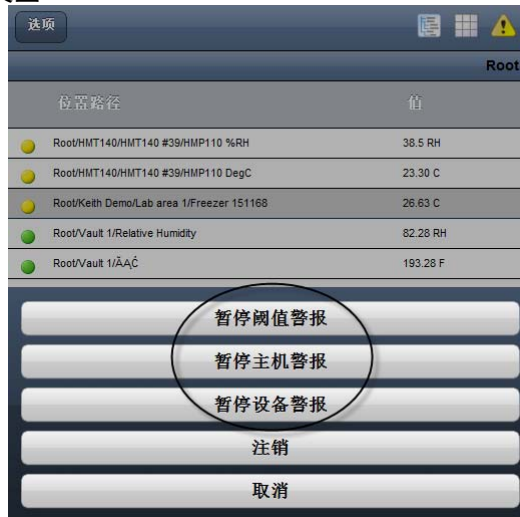 选项
Root
位置路径 值
Root/HMT140/HMT140 #39/HMP110 %RH 38.5 RH
Root/HMT140/HMT140 #39/HMP110 DegC 23.30 C
Root/Keith Demo/Lab area 1/Freezer 151168 26.63 C
Root/Vault 1/Relative Humidity 82.28 RH
Root/Vault 1/ÃĄĈ 193.28 F
暂停阈值警报
暂停主机警报
暂停设备警报
注销
取消